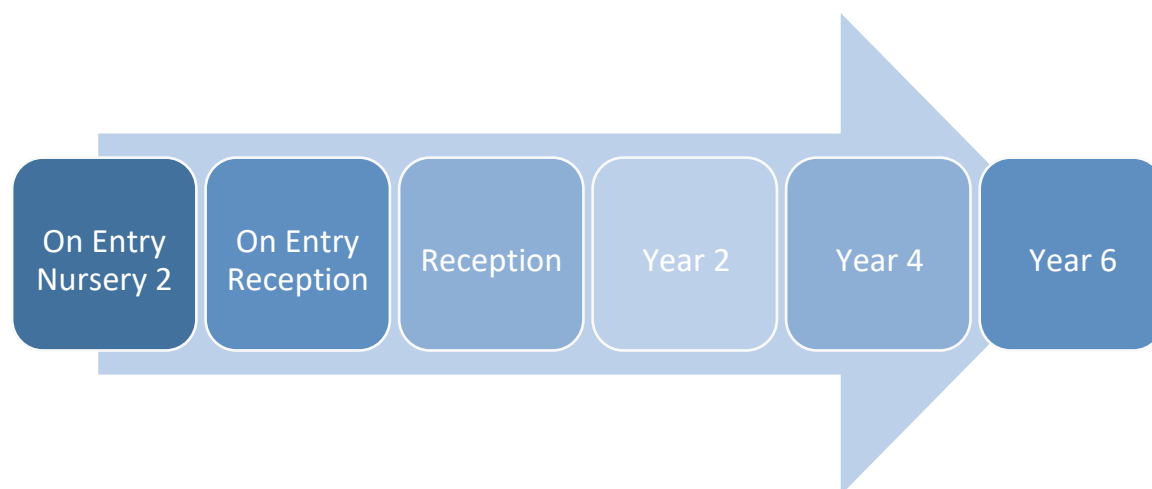 On Entry
Nursery 2
On Entry
Reception
Reception
Year 2
Year 4
Year 6